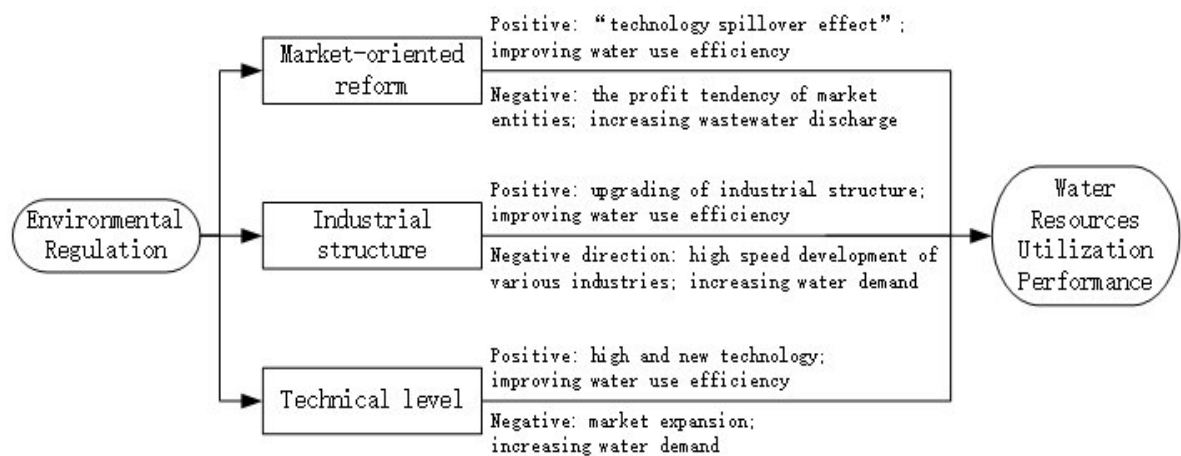 Environmental
Regulation
Market-oriented
reform
Positive: “technology spillover effect”;
improving water use efficiency
Negative: the profit tendency of market
entities; increasing wastewater discharge
Industrial
structure
Positive: upgrading of industrial structure;
improving water use efficiency
Negative direction: high speed development of
various industries; increasing water demand
Technical level
Positive: high and new technology;
improving water use efficiency
Negative: market expansion;
increasing water demand
Water
Resources
Utilization
Performance